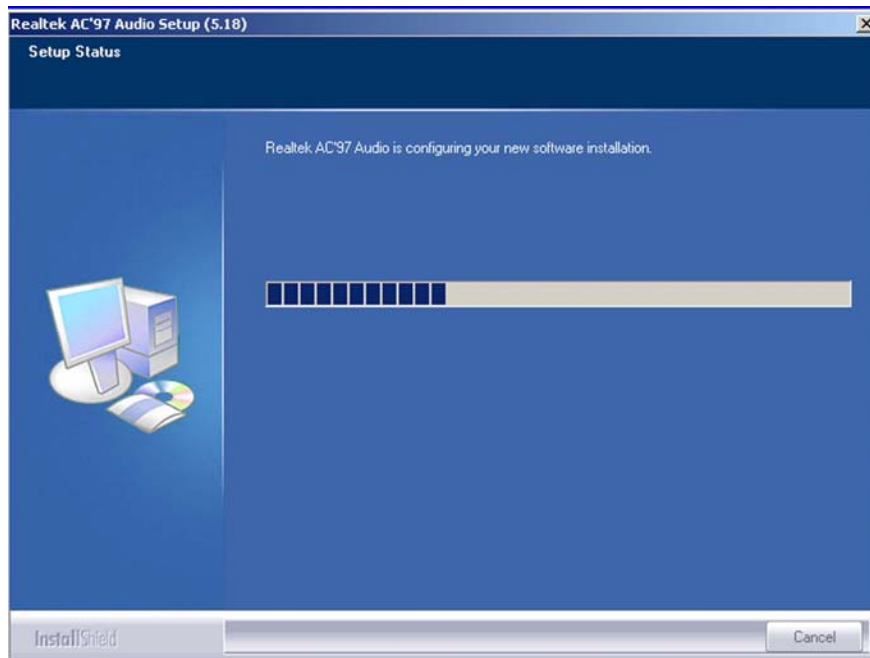 Realtek AC'97 Audio Setup (5.18)
Setup Status
Realtek AC'97 Audio is configuring your new software installation.
InstallShield
Cancel